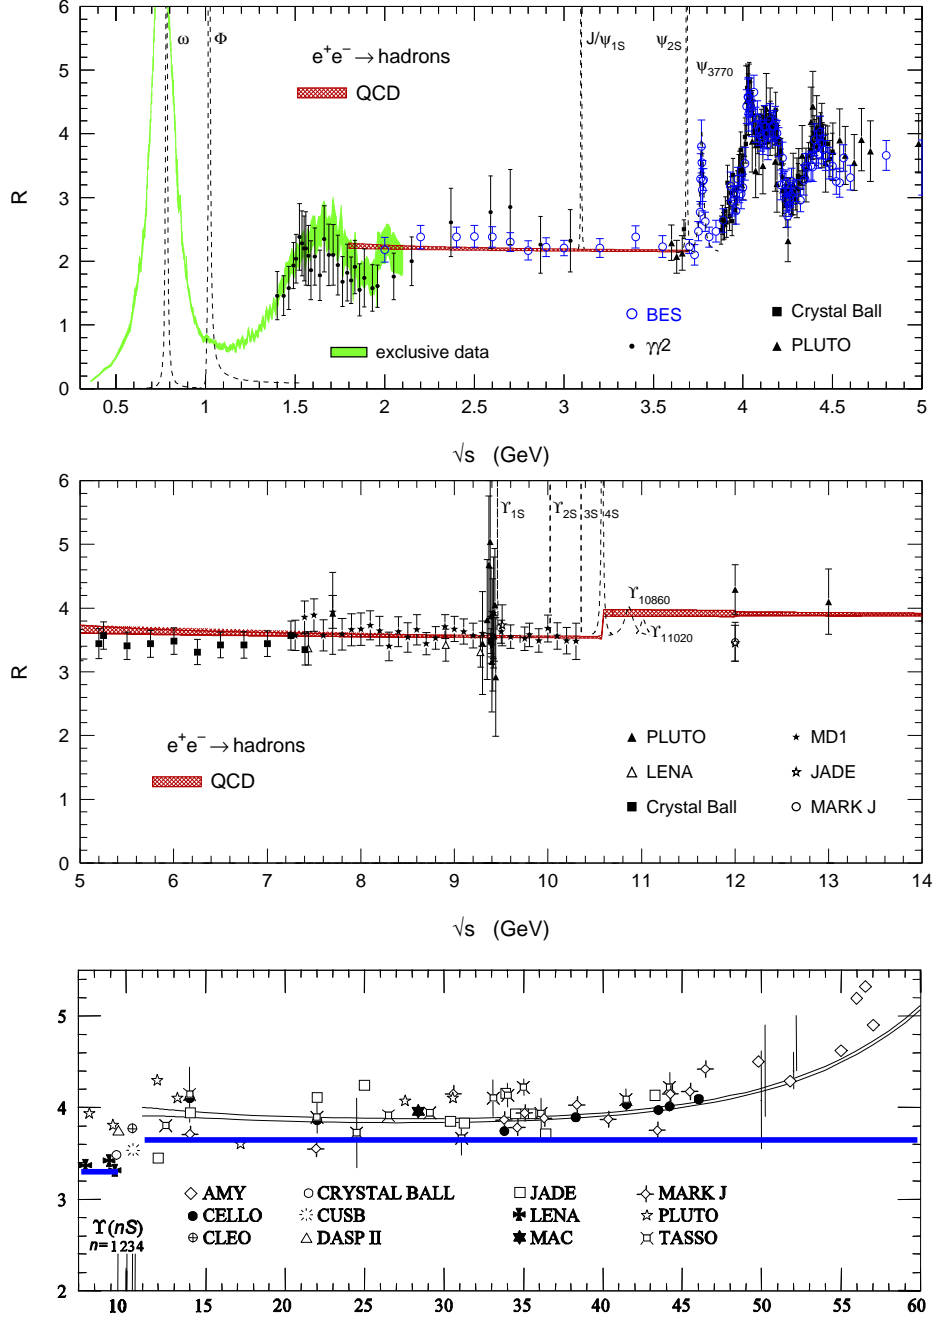 6
5
4
3
2
1
0
R
ω Φ J/ψ1S ψ2S
ψ3770
e+e− → hadrons
QCD
BES Crystal Ball
γγ2 PLUTO
exclusive data
0.5 1 1.5 2 2.5 3 3.5 4 4.5 5
√s (GeV)
6
5
4
3
2
1
0
R
ϒ1S ϒ2S 3S 4S
ϒ10860
ϒ11020
e+e− → hadrons
QCD
PLUTO MD1
LENA JADE
Crystal Ball MARK J
5 6 7 8 9 10 11 12 13 14
√s (GeV)
5
4
3
2
AMY CRYSTAL BALL JADE MARK J
CELLO CUSB LENA PLUTO
CLEO DASP II MAC TASSO
ϒ(nS)
n=1234
10 15 20 25 30 35 40 45 50 55 60